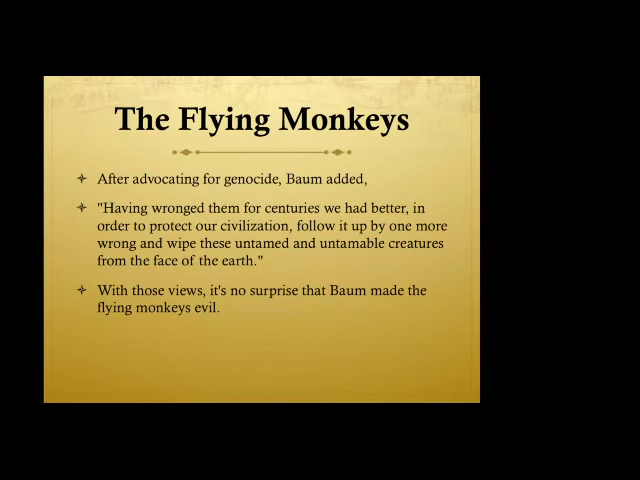 The Flying Monkeys
After advocating for genocide, Baum added,
"Having wronged them for centuries we had better, in
order to protect our civilization, follow it up by one more
wrong and wipe these untamed and untamable creatures
from the face of the earth."
With those views, it's no surprise that Baum made the
flying monkeys evil.